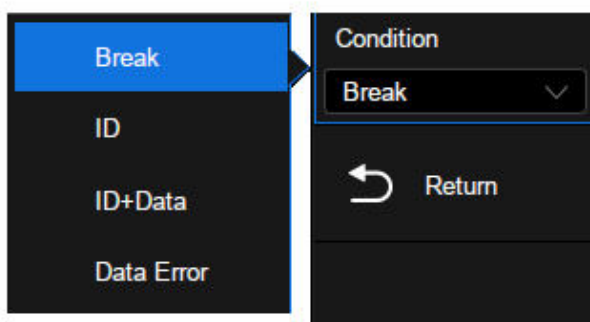 Break
ID
ID+Data
Data Error
Condition
Break
Return